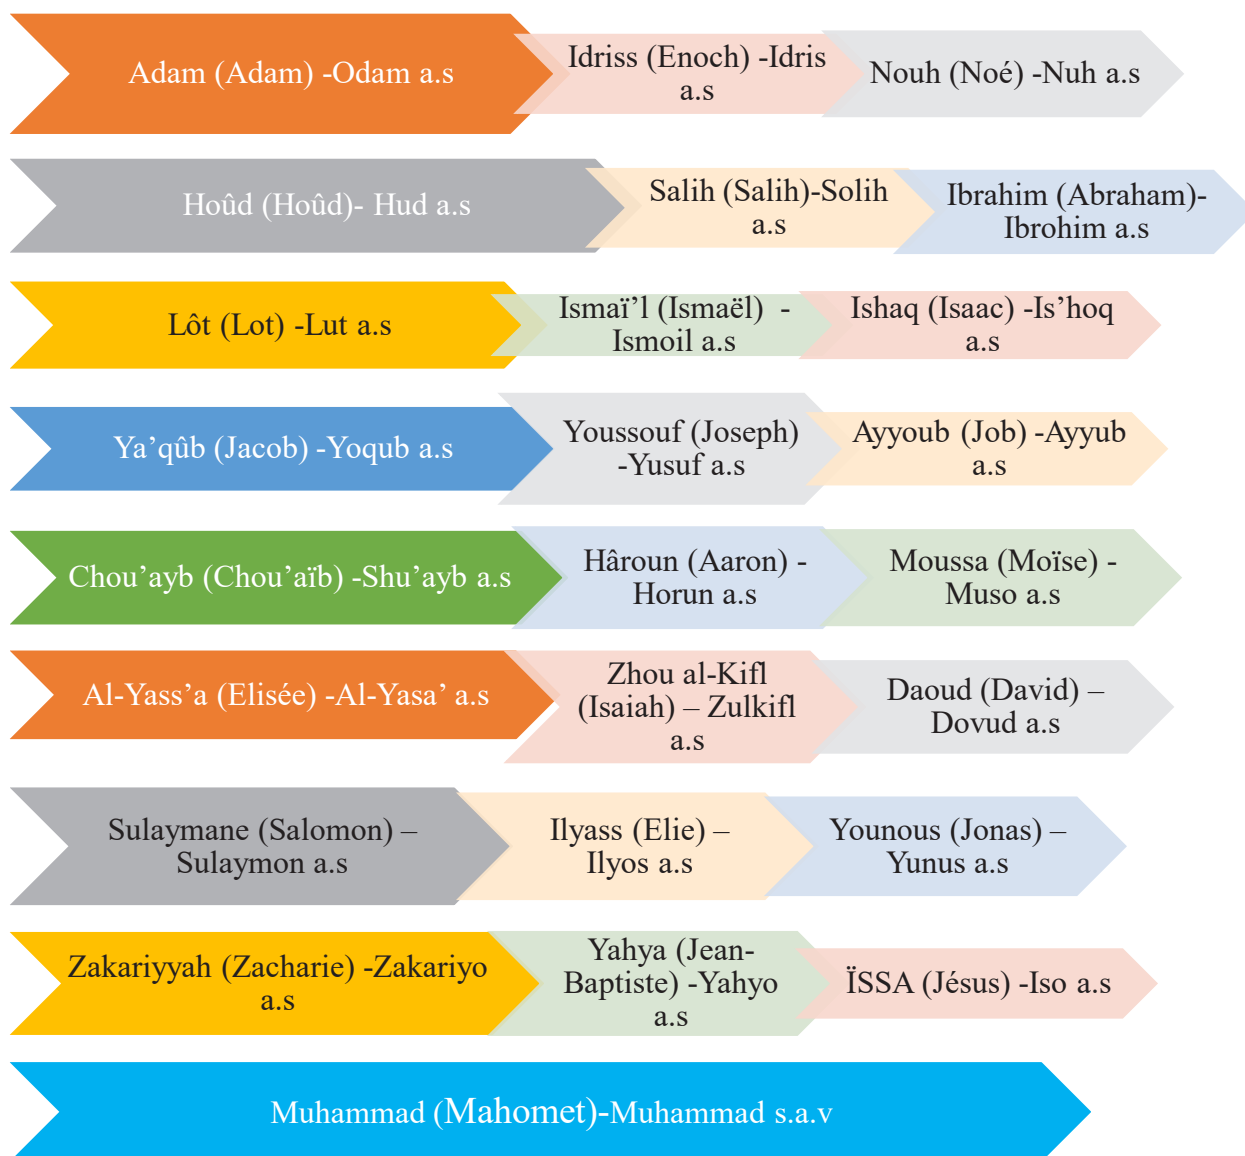 Adam (Adam) -Odam a.s
Idriss (Enoch) -Idris
a.s
Nouh (Noé) -Nuh a.s
Hoûd (Hoûd)- Hud a.s
Salih (Salih)-Solih
a.s
Ibrahim (Abraham)-
Ibrohim a.s
Lôt (Lot) -Lut a.s
Ismaï’l (Ismaël) -
Ismoil a.s
Ishaq (Isaac) -Is’hoq
a.s
Ya’qûb (Jacob) -Yoqub a.s
Youssouf (Joseph)
-Yusuf a.s
Ayyoub (Job) -Ayyub
a.s
Chou’ayb (Chou’aïb) -Shu’ayb a.s
Hâroun (Aaron) -
Horun a.s
Moussa (Moïse) -
Muso a.s
Al-Yass’a (Elisée) -Al-Yasa’ a.s
Zhou al-Kifl
(Isaiah) – Zulkifl
a.s
Daoud (David) –
Dovud a.s
Sulaymane (Salomon) –
Sulaymon a.s
Ilyass (Elie) –
Ilyos a.s
Younous (Jonas) –
Yunus a.s
Zakariyyah (Zacharie) -Zakariyo
a.s
Yahya (Jean-
Baptiste) -Yahyo
a.s
ÏSSA (Jésus) -Iso a.s
Muhammad (Mahomet)-Muhammad s.a.v